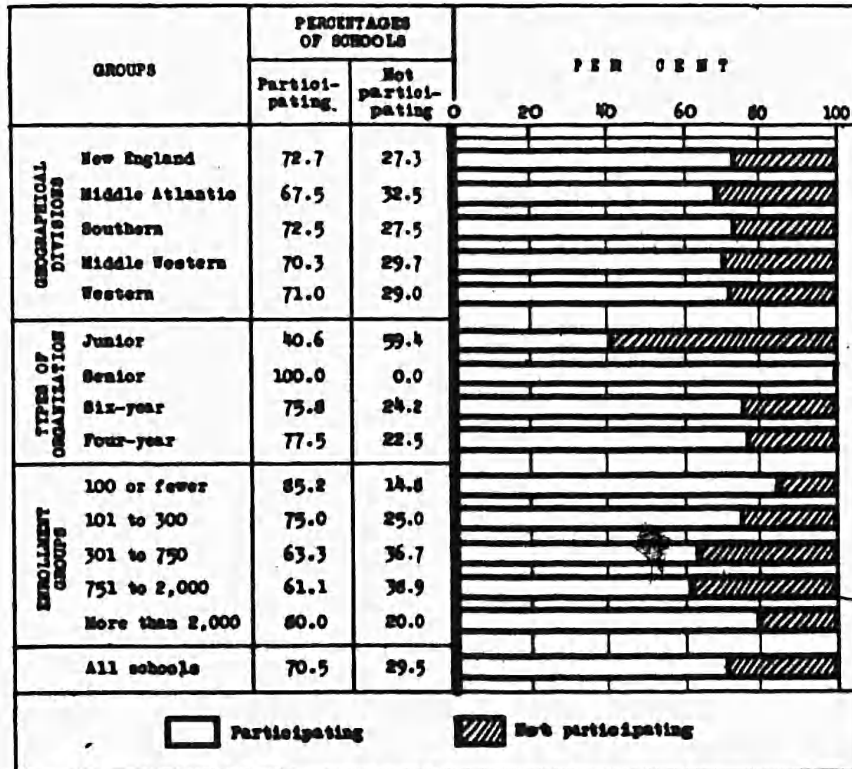 GROUPS
PERCENTAGES
OF SCHOOLS
Partici-
pating.
Not
partici-
pating
PER CENT
0 20 40 60 80 100
GEOGRAPHICAL
DIVISIONS
New England 72.7 27.3
Middle Atlantic 67.5 32.5
Southern 72.5 27.5
Middle Western 70.3 29.7
Western 71.0 29.0
TYPES OF
ORGANIZATION
Junior 40.6 59.4
Senior 100.0 0.0
Six-year 75.8 24.2
Four-year 77.5 22.5
ENROLLMENT
GROUPS
100 or fewer 85.2 14.8
101 to 300 75.0 25.0
301 to 750 63.3 36.7
751 to 2,000 61.1 38.9
More than 2,000 80.0 20.0
All schools 70.5 29.5
Participating
Not participating